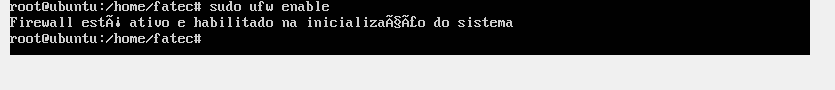 root@ubuntu:/home/fatec# sudo ufw enable
Firewall estÃ¡ ativo e habilitado na inicializaÃ§Ã£o do sistema
root@ubuntu:/home/fatec#